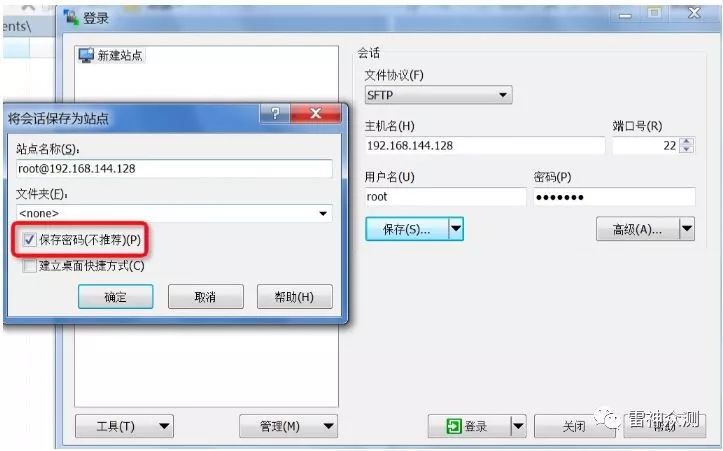 ents\
登录
新建站点
会话
文件协议(F)
SFTP
主机名(H)
端口号(R)
192.168.144.128
22
用户名(U)
密码(P)
root
保存(S)...
高级(A)...
将会话保存为站点
站点名称(S):
root@192.168.144.128
文件夹(F):
<none>
保存密码(不推荐)(P)
建立桌面快捷方式(C)
确定
取消
帮助(H)
工具(T)
管理(M)
登录
关闭
帮助
雷神众测